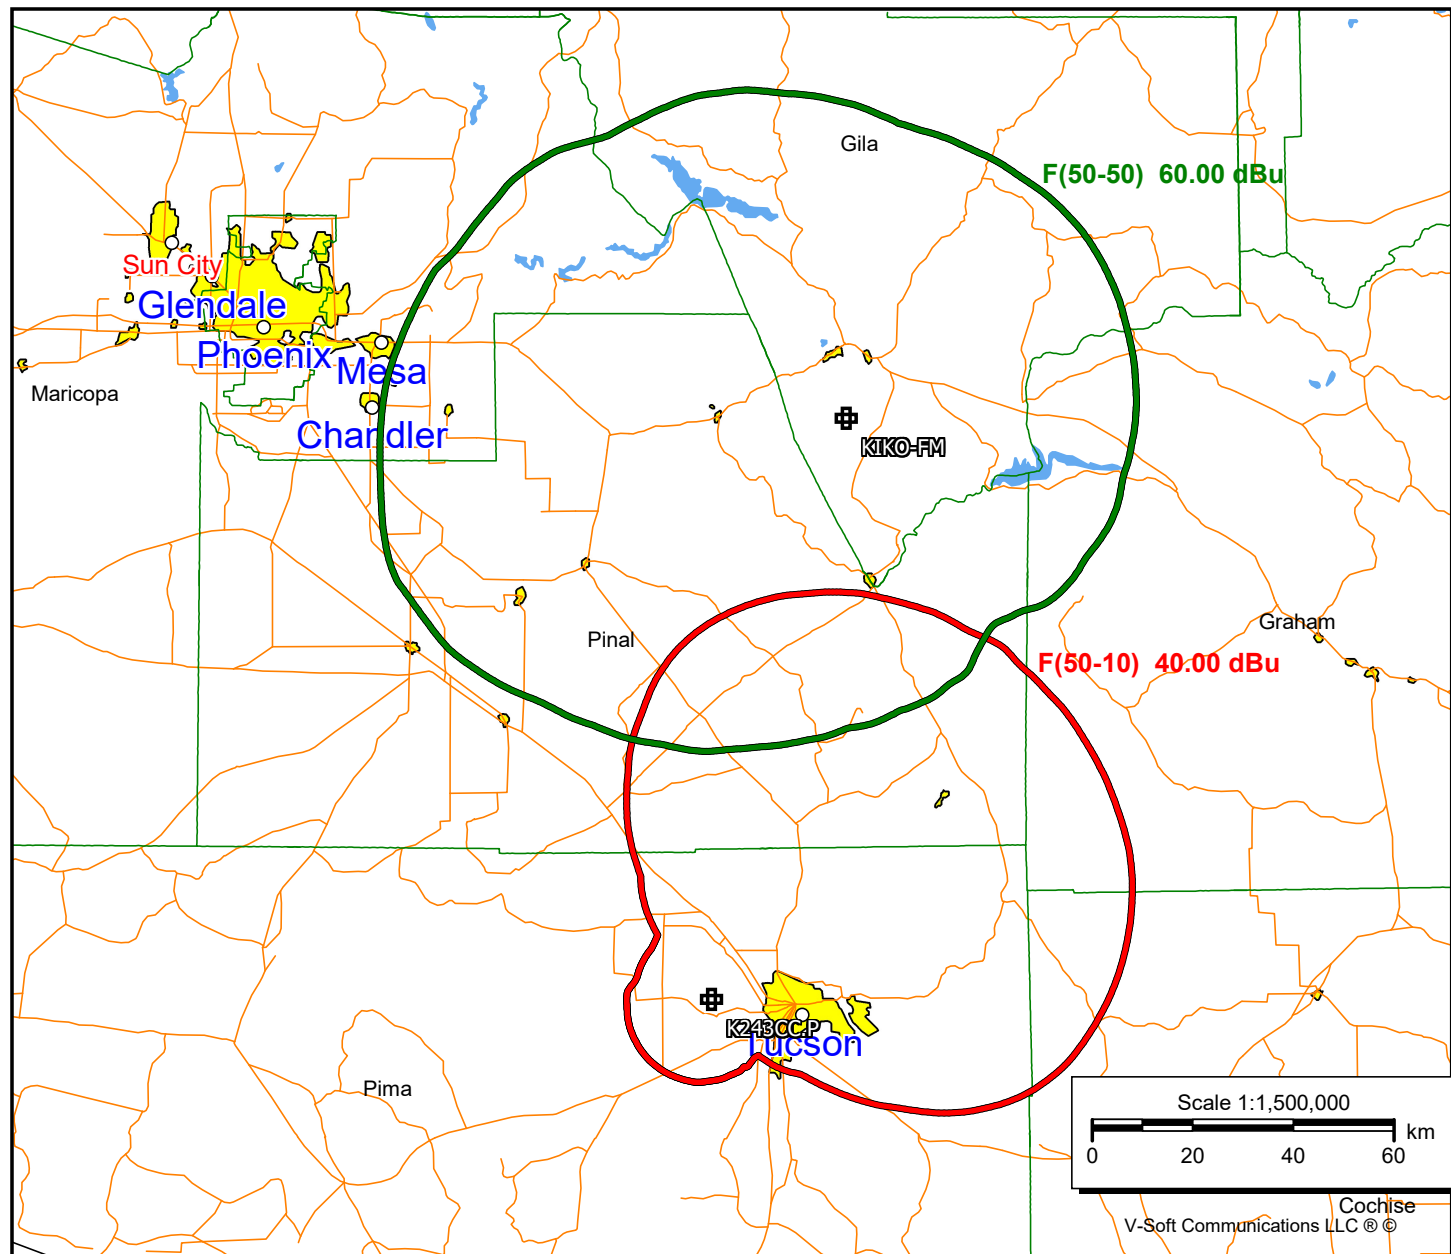 Gila
F(50-50)  60.00 dBu
Sun City
Glendale
Phoenix
Mesa
Maricopa
Chandler
KIKO-FM
Graham
Pinal
F(50-10)  40.00 dBu
K243CC.P
Tucson
Pima
Scale 1:1,500,000
km
0 20 40 60
Cochise
V-Soft Communications LLC ® ©